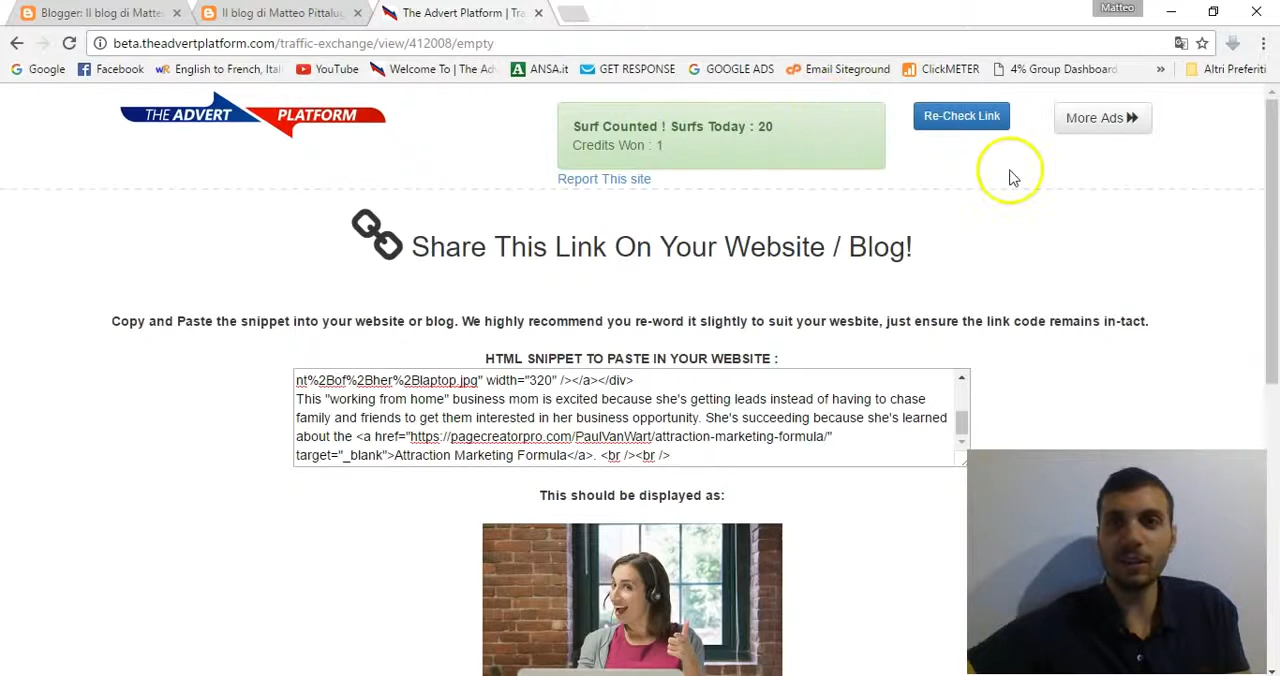 Blogger: Il blog di Matte
Il blog di Matteo Pittalug
The Advert Platform | Tra
Matteo
beta.theadvertplatform.com/traffic-exchange/view/412008/empty
Google
Facebook
English to French, Ital
YouTube
Welcome To | The Adv
ANSA.it
GET RESPONSE
GOOGLE ADS
Email Siteground
ClickMETER
4% Group Dashboard
Altri Preferiti
THE ADVERT PLATFORM
Surf Counted ! Surfs Today : 20
Credits Won : 1
Re-Check Link
More Ads
Report This site
Share This Link On Your Website / Blog!
Copy and Paste the snippet into your website or blog. We highly recommend you re-word it slightly to suit your wesbite, just ensure the link code remains in-tact.
HTML SNIPPET TO PASTE IN YOUR WEBSITE :
nt%2Bof%2Bher%2Blaptop.jpg" width="320" /></a></div>
This "working from home" business mom is excited because she's getting leads instead of having to chase
family and friends to get them interested in her business opportunity. She's succeeding because she's learned
about the <a href="https://pagecreatorpro.com/PaulVanWart/attraction-marketing-formula/"
target="_blank">Attraction Marketing Formula</a>. <br /><br />
This should be displayed as: